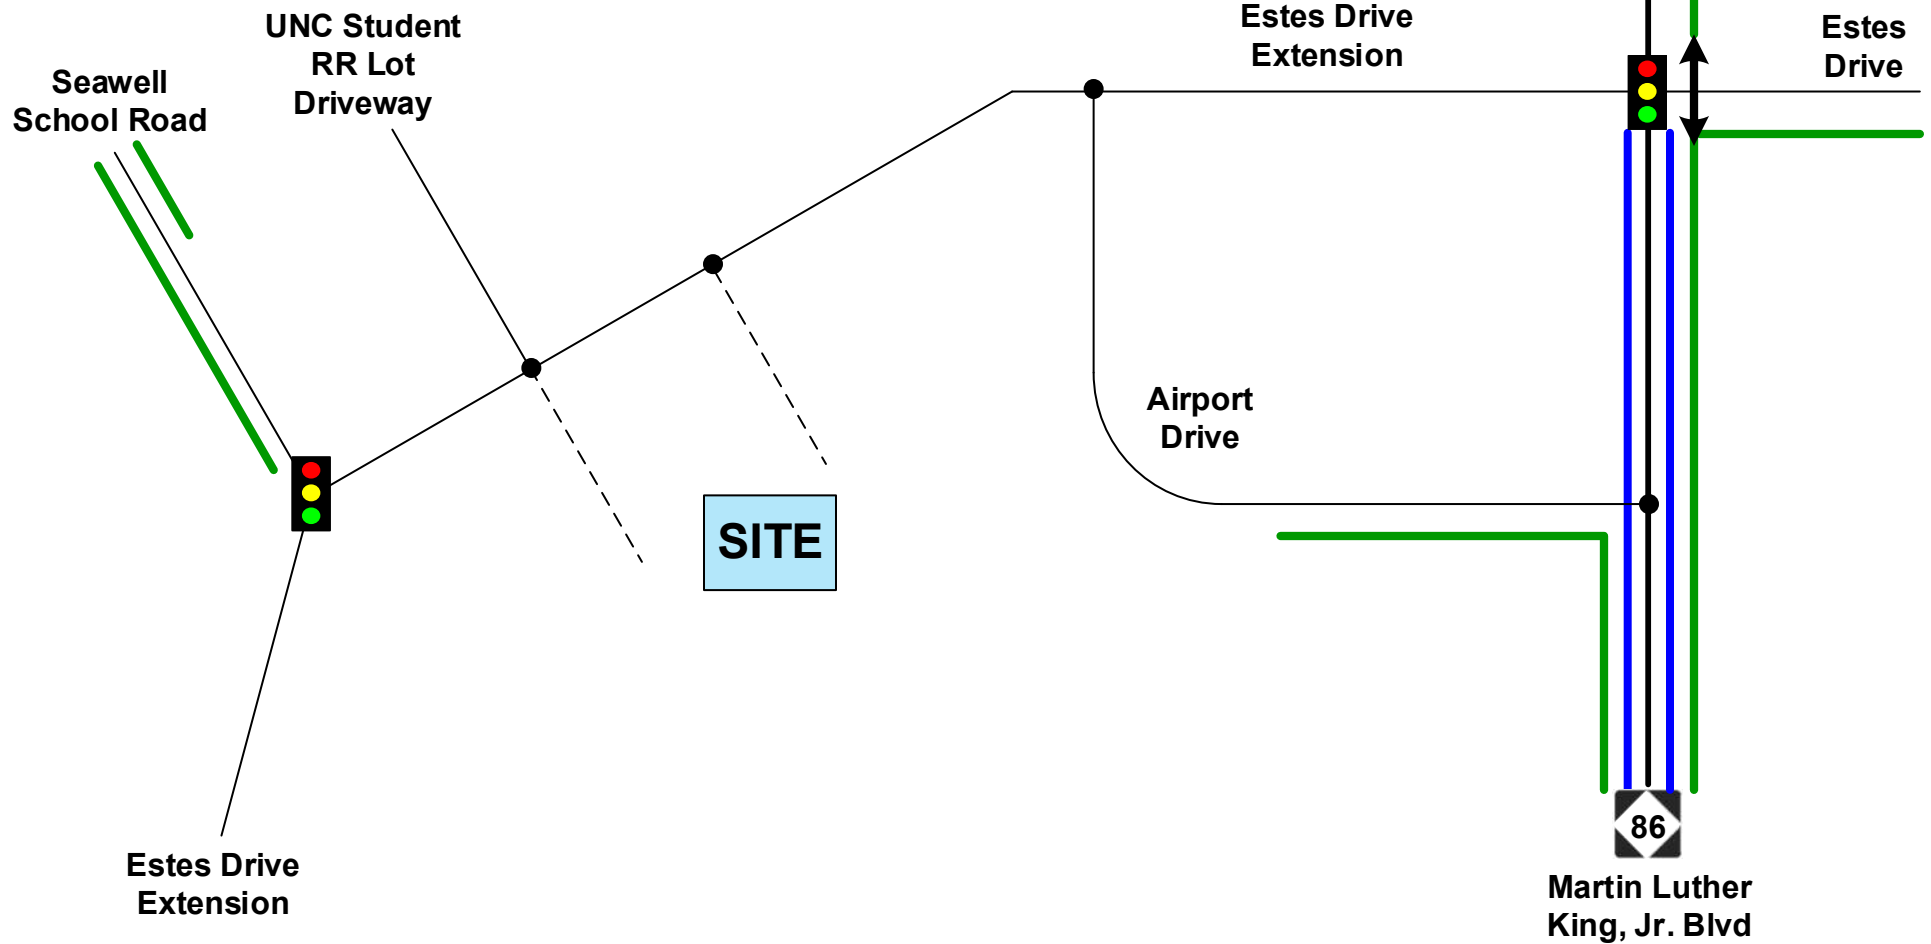 UNC Student
RR Lot
Driveway
Estes Drive
Extension
Estes
Drive
Seawell
School Road
Airport
Drive
SITE
86
Estes Drive
Extension
Martin Luther
King, Jr. Blvd